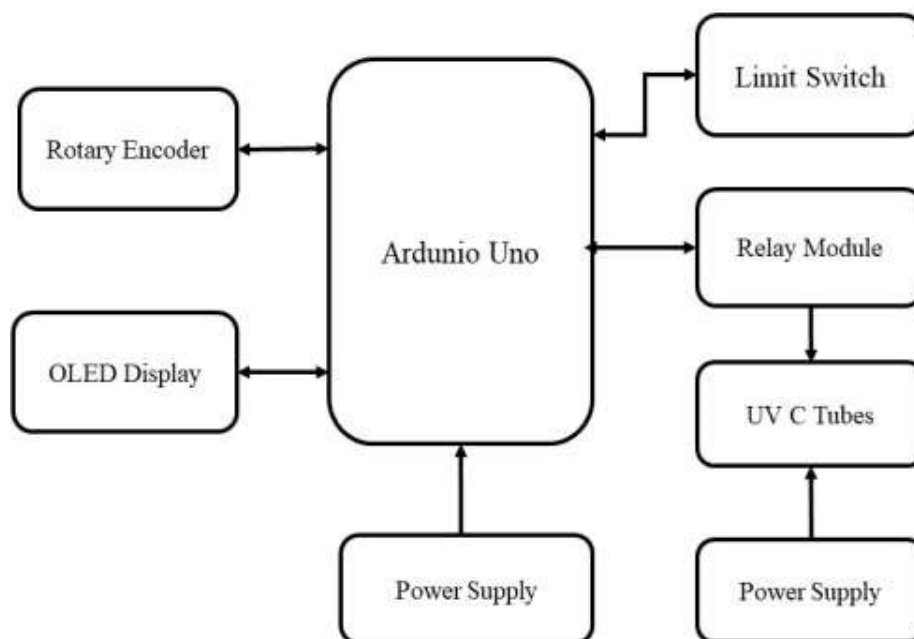 Limit Switch
Rotary Encoder
Ardunio Uno
Relay Module
OLED Display
UV C Tubes
Power Supply
Power Supply